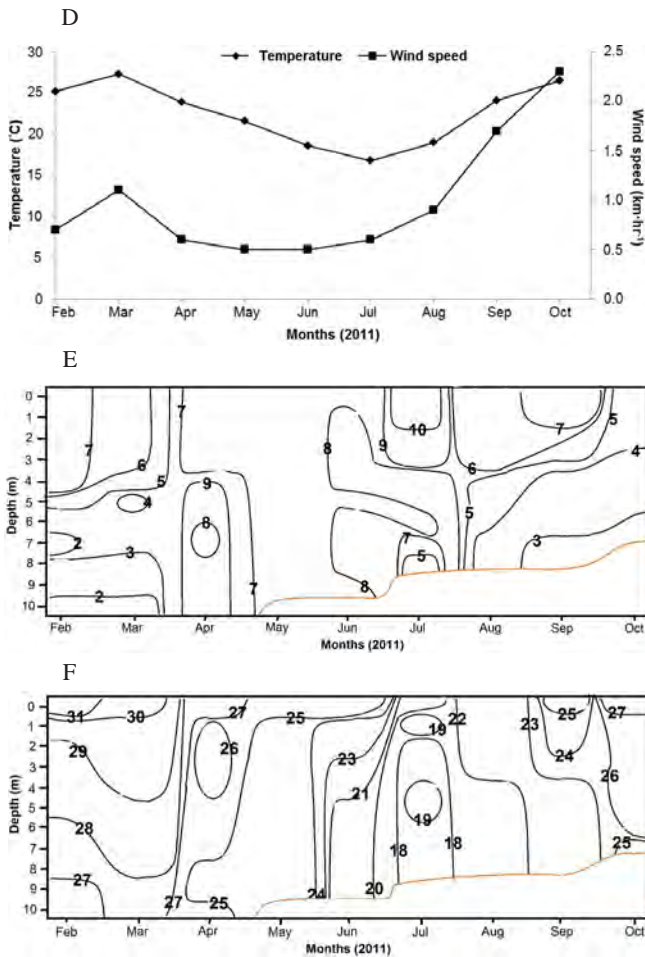 D
Temperature Wind speed
30
25
20
15
10
5
0
Temperature (˚C)
2.5
2.0
1.5
1.0
0.5
0.0
Wind speed (km·hr⁻¹)
Feb Mar Apr May Jun Jul Aug Sep Oct
Months (2011)
E
0
1
2
3
4
5
6
7
8
9
10
Depth (m)
7 6 5 4 2 3 2
7 9 8 7
8 8
9 10 7 5
6 5 7 3 5 4
Feb Mar Apr May Jun Jul Aug Sep Oct
Months (2011)
F
0
1
2
3
4
5
6
7
8
9
10
Depth (m)
31 30 29 28 27 27
27 26 25
25 24 23 21 20
22 19 19 18 18
23 25 24 27 26 25
Feb Mar Apr May Jun Jul Aug Sep Oct
Months (2011)